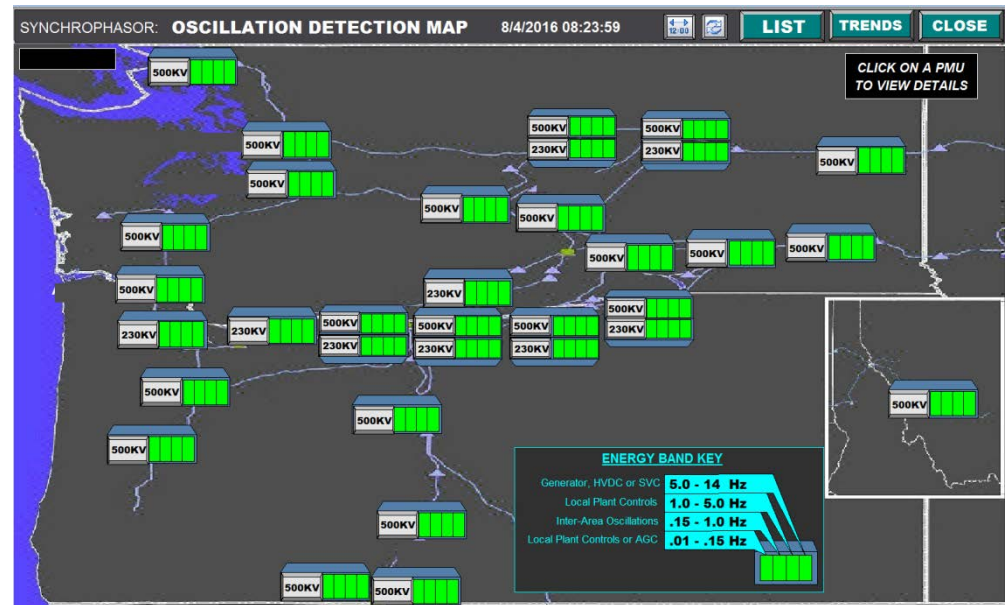 SYNCHROPHASOR: OSCILLATION DETECTION MAP 8/4/2016 08:23:59 12:00 LIST TRENDS CLOSE
CLICK ON A PMU
TO VIEW DETAILS
500KV
500KV
500KV
500KV
230KV
500KV
230KV
500KV
500KV
500KV
500KV
500KV
500KV
500KV
500KV
230KV
500KV
230KV
230KV
500KV
230KV
500KV
230KV
500KV
230KV
500KV
230KV
500KV
500KV
500KV
500KV
500KV
500KV
500KV
ENERGY BAND KEY
Generator, HVDC or SVC 5.0 - 14 Hz
Local Plant Controls 1.0 - 5.0 Hz
Inter-Area Oscillations .15 - 1.0 Hz
Local Plant Controls or AGC .01 - .15 Hz